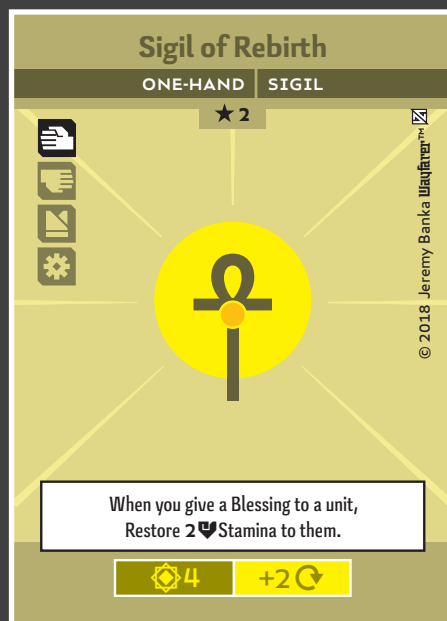 Sigil of Rebirth
ONE-HAND | SIGIL
★ 2
© 2018 Jeremy Banka Wayfarer™
When you give a Blessing to a unit,
Restore 2 Stamina to them.
4 +2